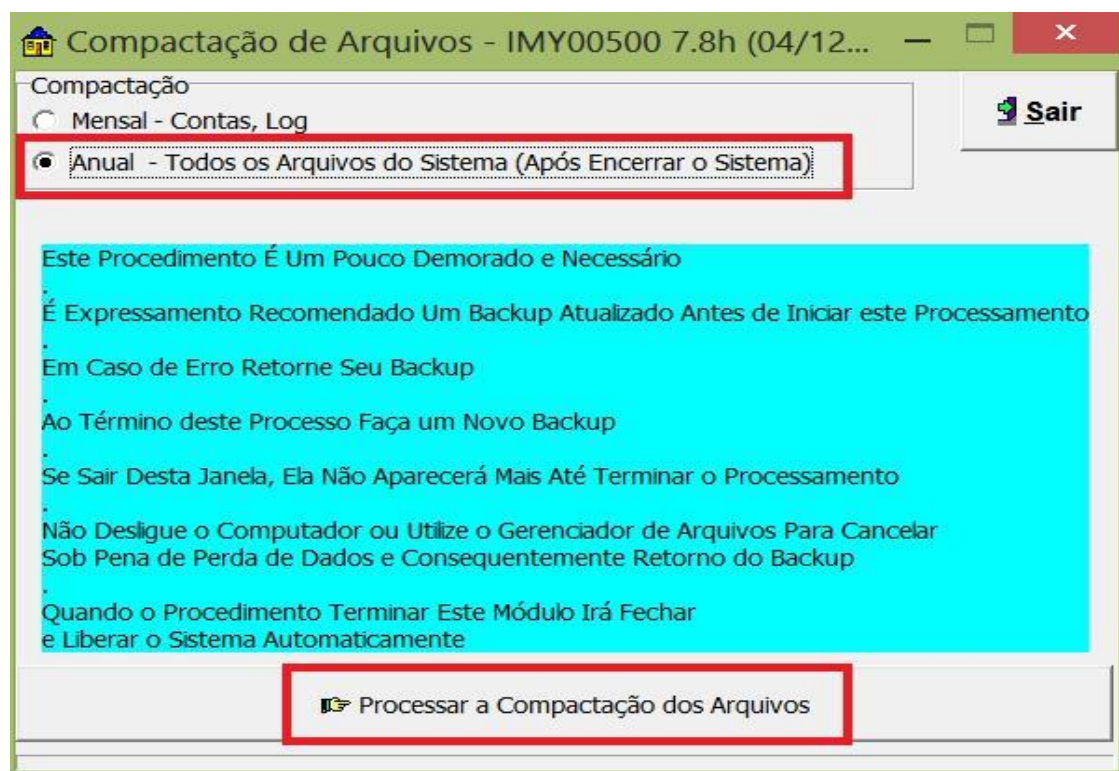 Compactação de Arquivos - IMY00500 7.8h (04/12...
Compactação
Mensal - Contas, Log
Sair
Anual - Todos os Arquivos do Sistema (Após Encerrar o Sistema)
Este Procedimento É Um Pouco Demorado e Necessário
.
É Expressamento Recomendado Um Backup Atualizado Antes de Iniciar este Processamento
.
Em Caso de Erro Retorne Seu Backup
.
Ao Término deste Processo Faça um Novo Backup
.
Se Sair Desta Janela, Ela Não Aparecerá Mais Até Terminar o Processamento
.
Não Desligue o Computador ou Utilize o Gerenciador de Arquivos Para Cancelar
Sob Pena de Perda de Dados e Consequentemente Retorno do Backup
.
Quando o Procedimento Terminar Este Módulo Irá Fechar
e Liberar o Sistema Automaticamente
Processar a Compactação dos Arquivos